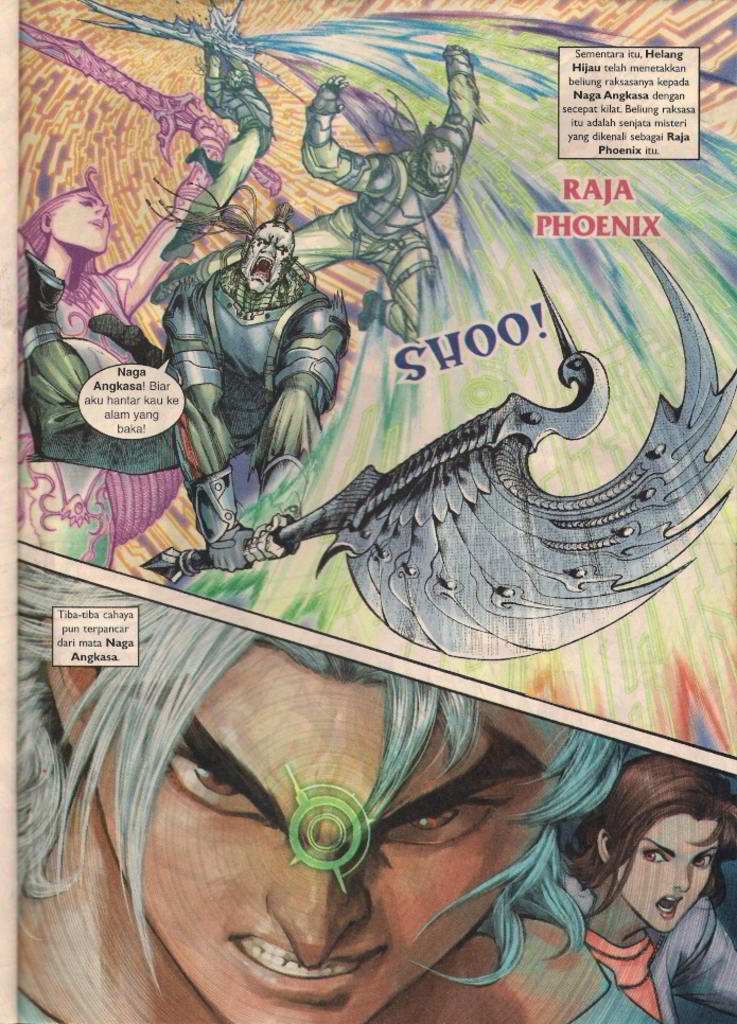 Sementara itu, Helang
Hijau telah menetakkan
beliung raksasanya kepada
Naga Angkasa dengan
secepat kilat. Beliung raksasa
itu adalah senjata misteri
yang dikenali sebagai Raja
Phoenix itu.
RAJA
PHOENIX
SHOO!
Naga
Angkasa! Biar
aku hantar kau ke
alam yang
baka!
Tiba-tiba cahaya
pun terpancar
dari mata Naga
Angkasa.